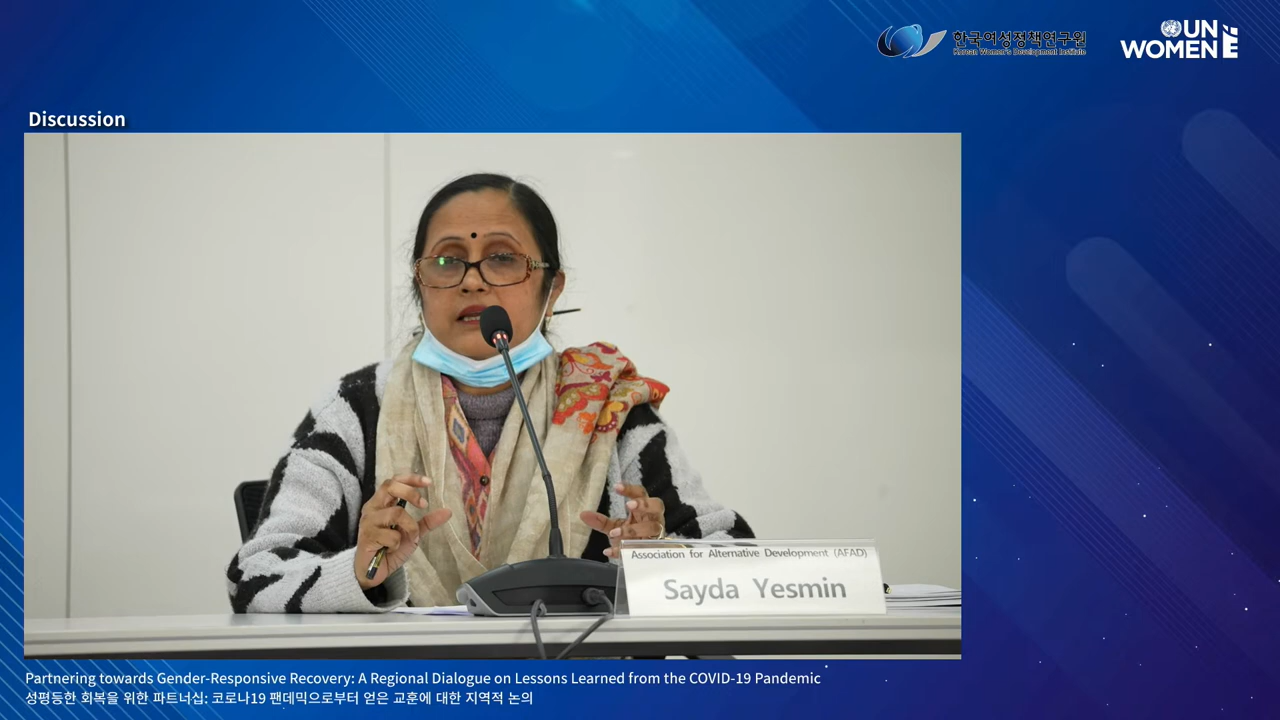 한국여성정책연구원
Korean Women's Development Institute
UN
WOMEN
Discussion
Association for Alternative Development (AFAD)
Sayda Yesmin
Partnering towards Gender-Responsive Recovery: A Regional Dialogue on Lessons Learned from the COVID-19 Pandemic
성평등한 회복을 위한 파트너십: 코로나19 팬데믹으로부터 얻은 교훈에 대한 지역적 논의